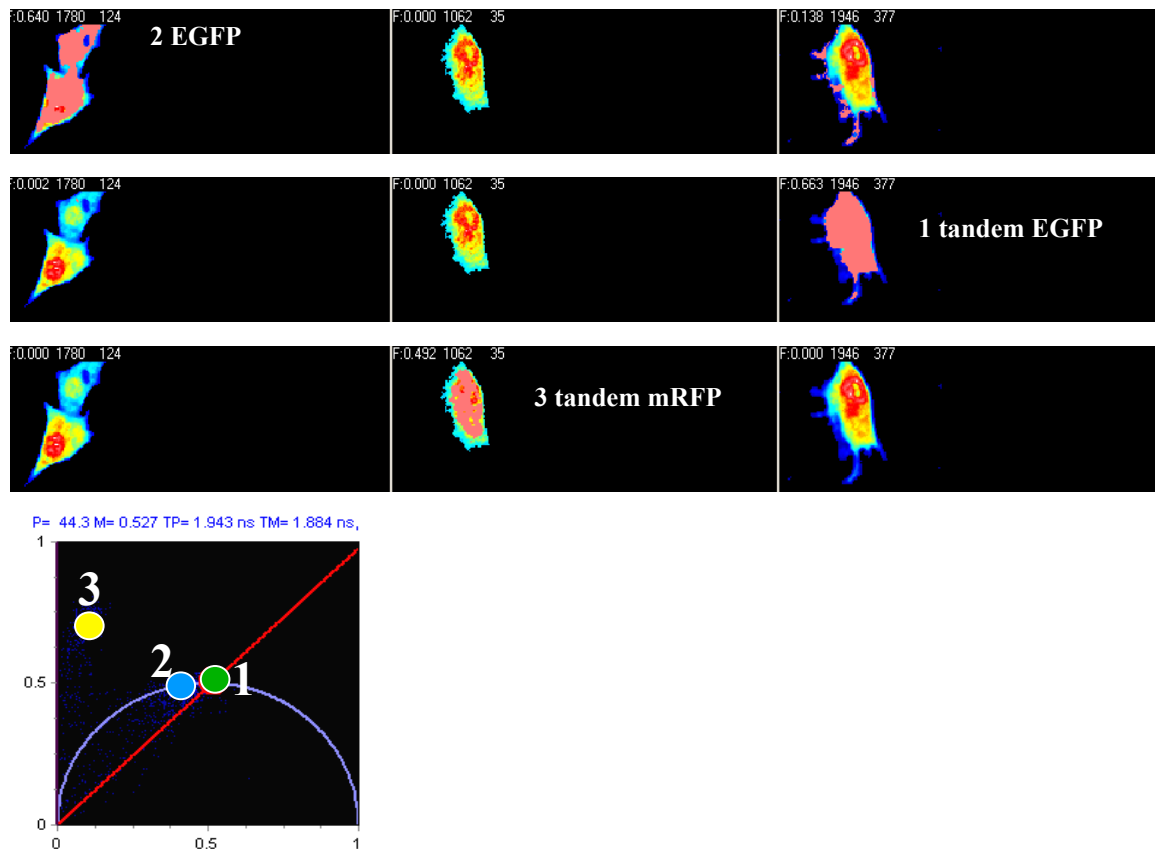 F:0.640 1780 124
2 EGFP
F:0.000 1062 35
F:0.138 1946 377
F:0.002 1780 124
F:0.000 1062 35
F:0.663 1946 377
1 tandem EGFP
F:0.000 1780 124
F:0.492 1062 35
3 tandem mRFP
F:0.000 1946 377
P= 44.3 M= 0.527 TP= 1.943 ns TM= 1.884 ns,
1
3
2
1
0.5
0
0
0.5
1